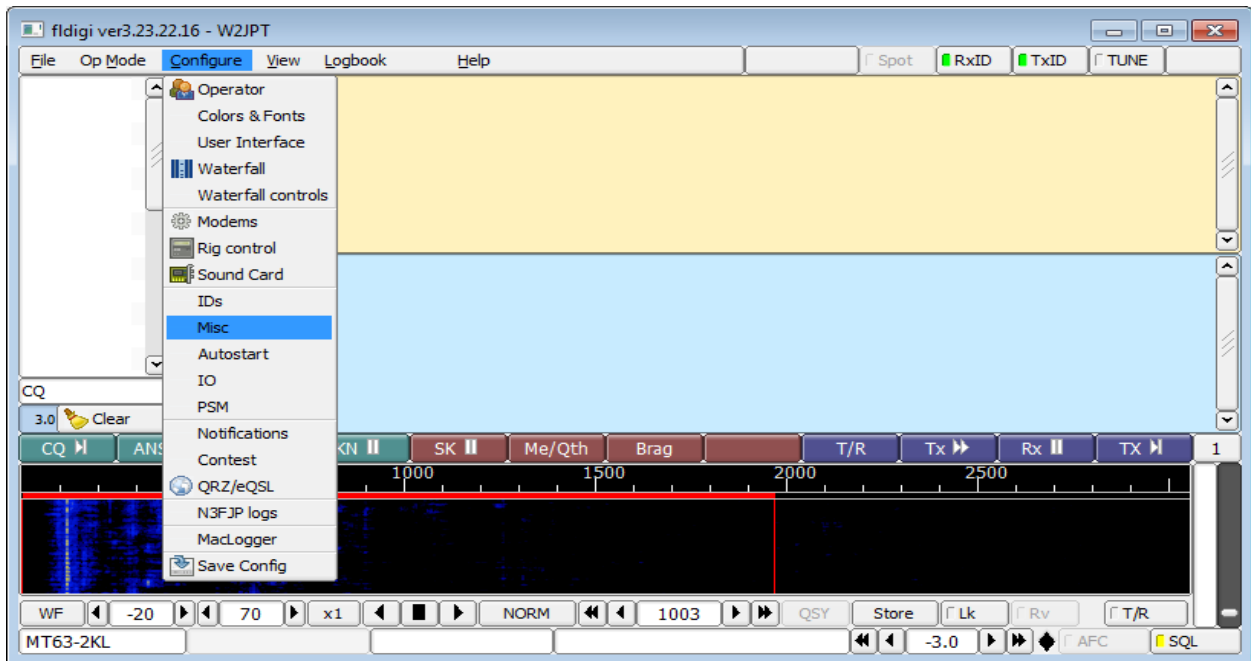 fldigi ver3.23.22.16 - W2JPT
File Op Mode Configure View Logbook Help Spot RxID TxID TUNE
Operator
Colors & Fonts
User Interface
Waterfall
Waterfall controls
Modems
Rig control
Sound Card
IDs
Misc
Autostart
IO
PSM
Notifications
Contest
QRZ/eQSL
N3FJP logs
MacLogger
Save Config
CQ
3.0 Clear
CQ ANS KN SK Me/Qth Brag T/R Tx Rx TX 1
1000 1500 2000 2500
WF -20 70 x1 NORM 1003 QSY Store Lk Rv T/R
MT63-2KL -3.0 AFC SQL